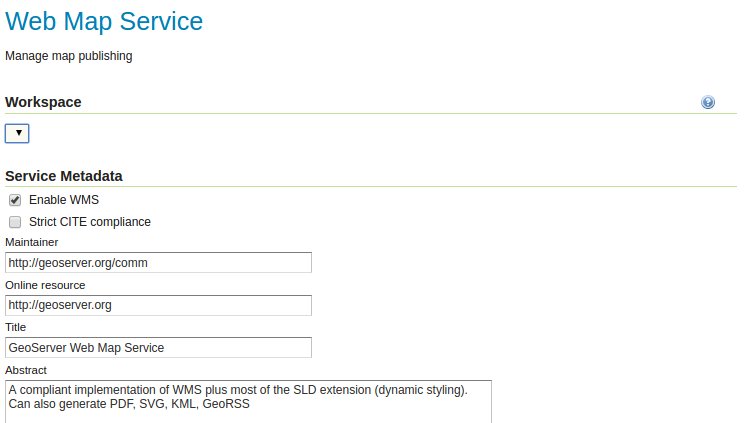 Web Map Service
Manage map publishing
Workspace
Service Metadata
Enable WMS
Strict CITE compliance
Maintainer
http://geoserver.org/comm
Online resource
http://geoserver.org
Title
GeoServer Web Map Service
Abstract
A compliant implementation of WMS plus most of the SLD extension (dynamic styling).
Can also generate PDF, SVG, KML, GeoRSS